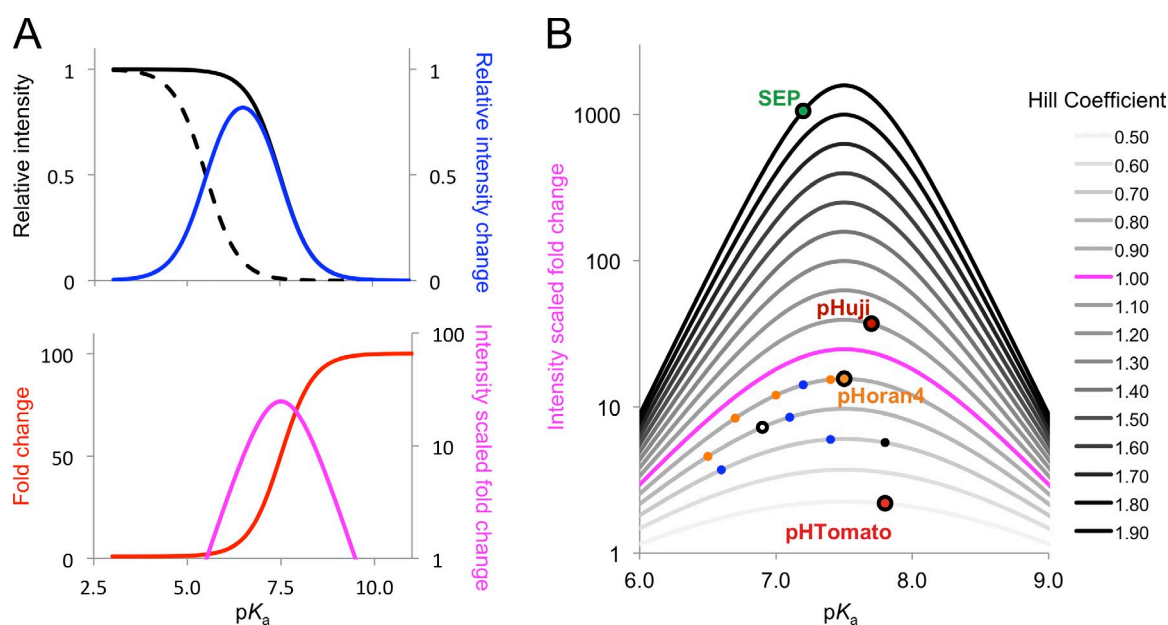 A
Relative intensity
1
0.5
0
1
0.5
0
Relative intensity change
Fold change
100
50
0
100
10
1
Intensity scaled fold change
2.5
5.0
7.5
10.0
pKa
B
Intensity scaled fold change
1000
100
10
1
6.0
7.0
8.0
9.0
pKa
SEP
pHuji
pHoran4
pHTomato
Hill Coefficient
0.50
0.60
0.70
0.80
0.90
1.00
1.10
1.20
1.30
1.40
1.50
1.60
1.70
1.80
1.90